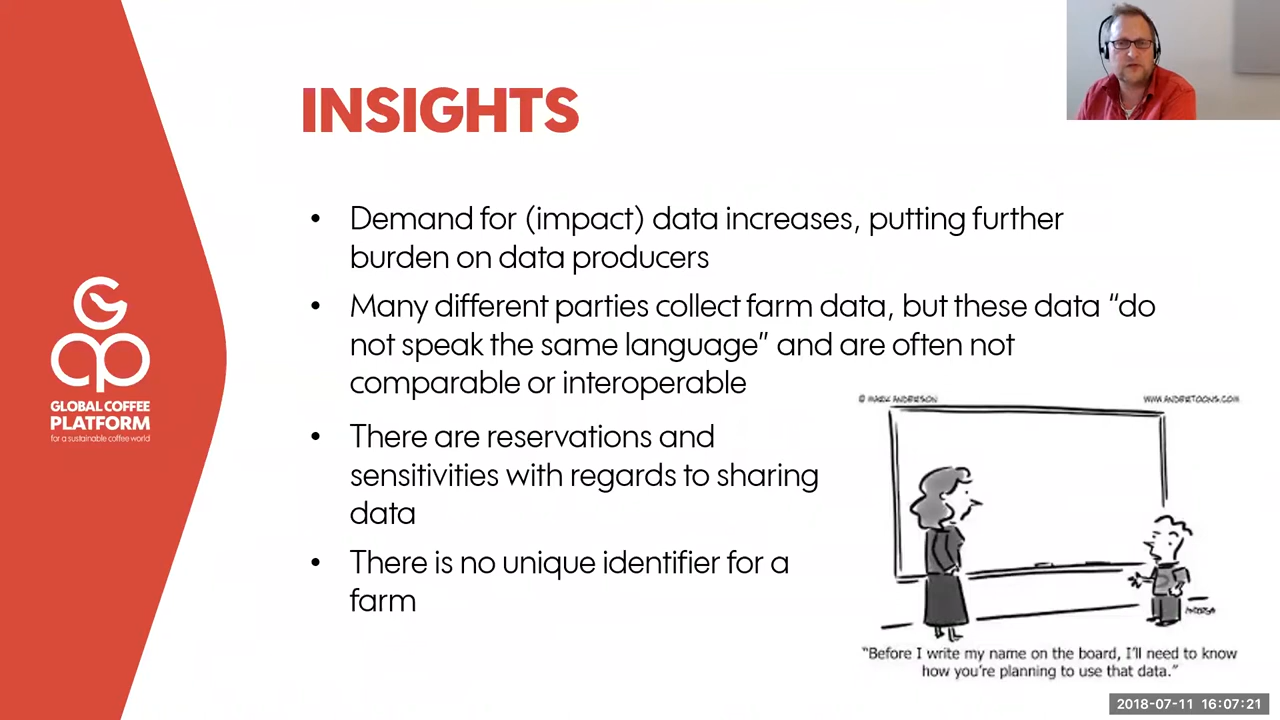 INSIGHTS
• Demand for (impact) data increases, putting further
burden on data producers
• Many different parties collect farm data, but these data “do
not speak the same language” and are often not
comparable or interoperable
• There are reservations and
sensitivities with regards to sharing
data
• There is no unique identifier for a
farm
GCP
GLOBAL COFFEE
PLATFORM
for a sustainable coffee world
© MARK ANDERSON
WWW.ANDERTOONS.COM
"Before I write my name on the board, I'll need to know
how you're planning to use that data."
2018-07-11 16:07:21